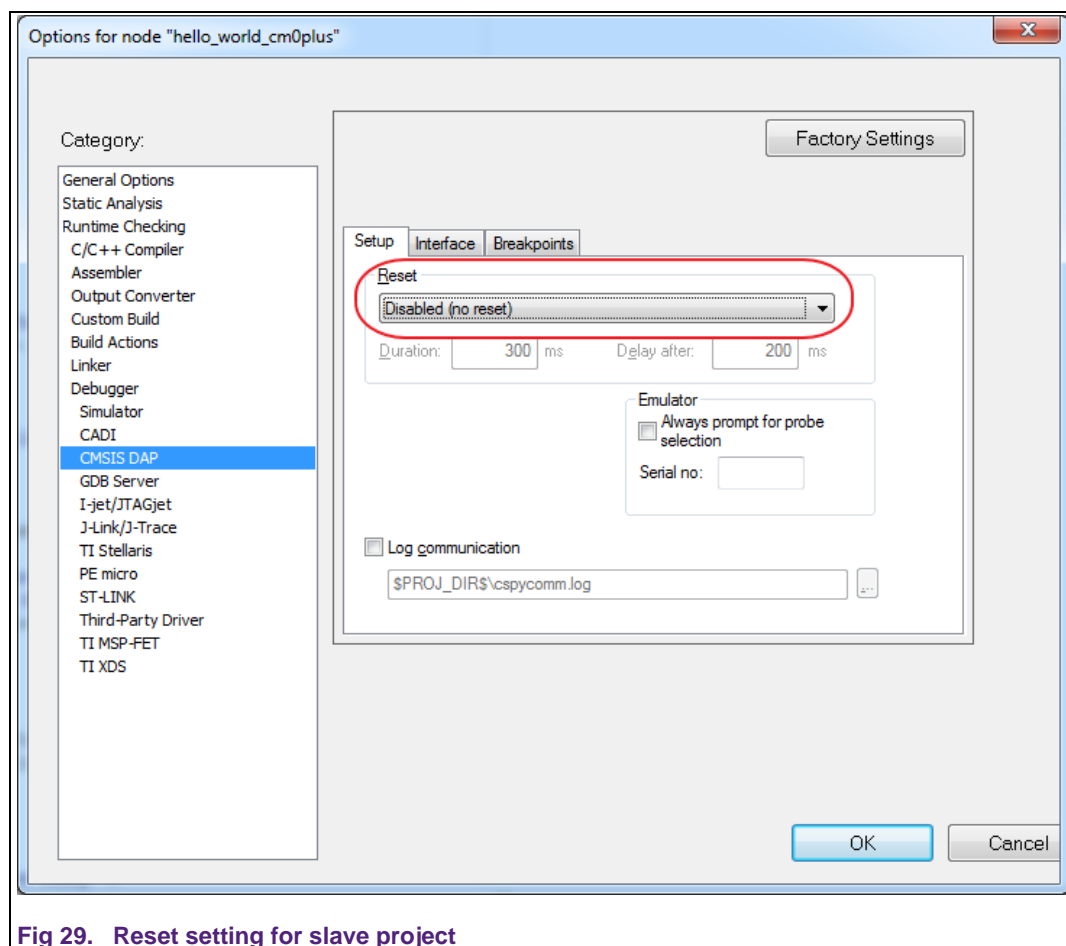 Options for node "hello_world_cm0plus"
Category:
Factory Settings
General Options
Static Analysis
Runtime Checking
C/C++ Compiler
Assembler
Output Converter
Custom Build
Build Actions
Linker
Debugger
Simulator
CADI
CMSIS DAP
GDB Server
I-jet/JTAGjet
J-Link/J-Trace
TI Stellaris
PE micro
ST-LINK
Third-Party Driver
TI MSP-FET
TI XDS
Setup Interface Breakpoints
Reset
Disabled (no reset)
Duration: 300 ms Delay after: 200 ms
Emulator
Always prompt for probe
selection
Serial no:
Log communication
$PROJ_DIR$\cspycomm.log
...
OK Cancel
Fig 29. Reset setting for slave project